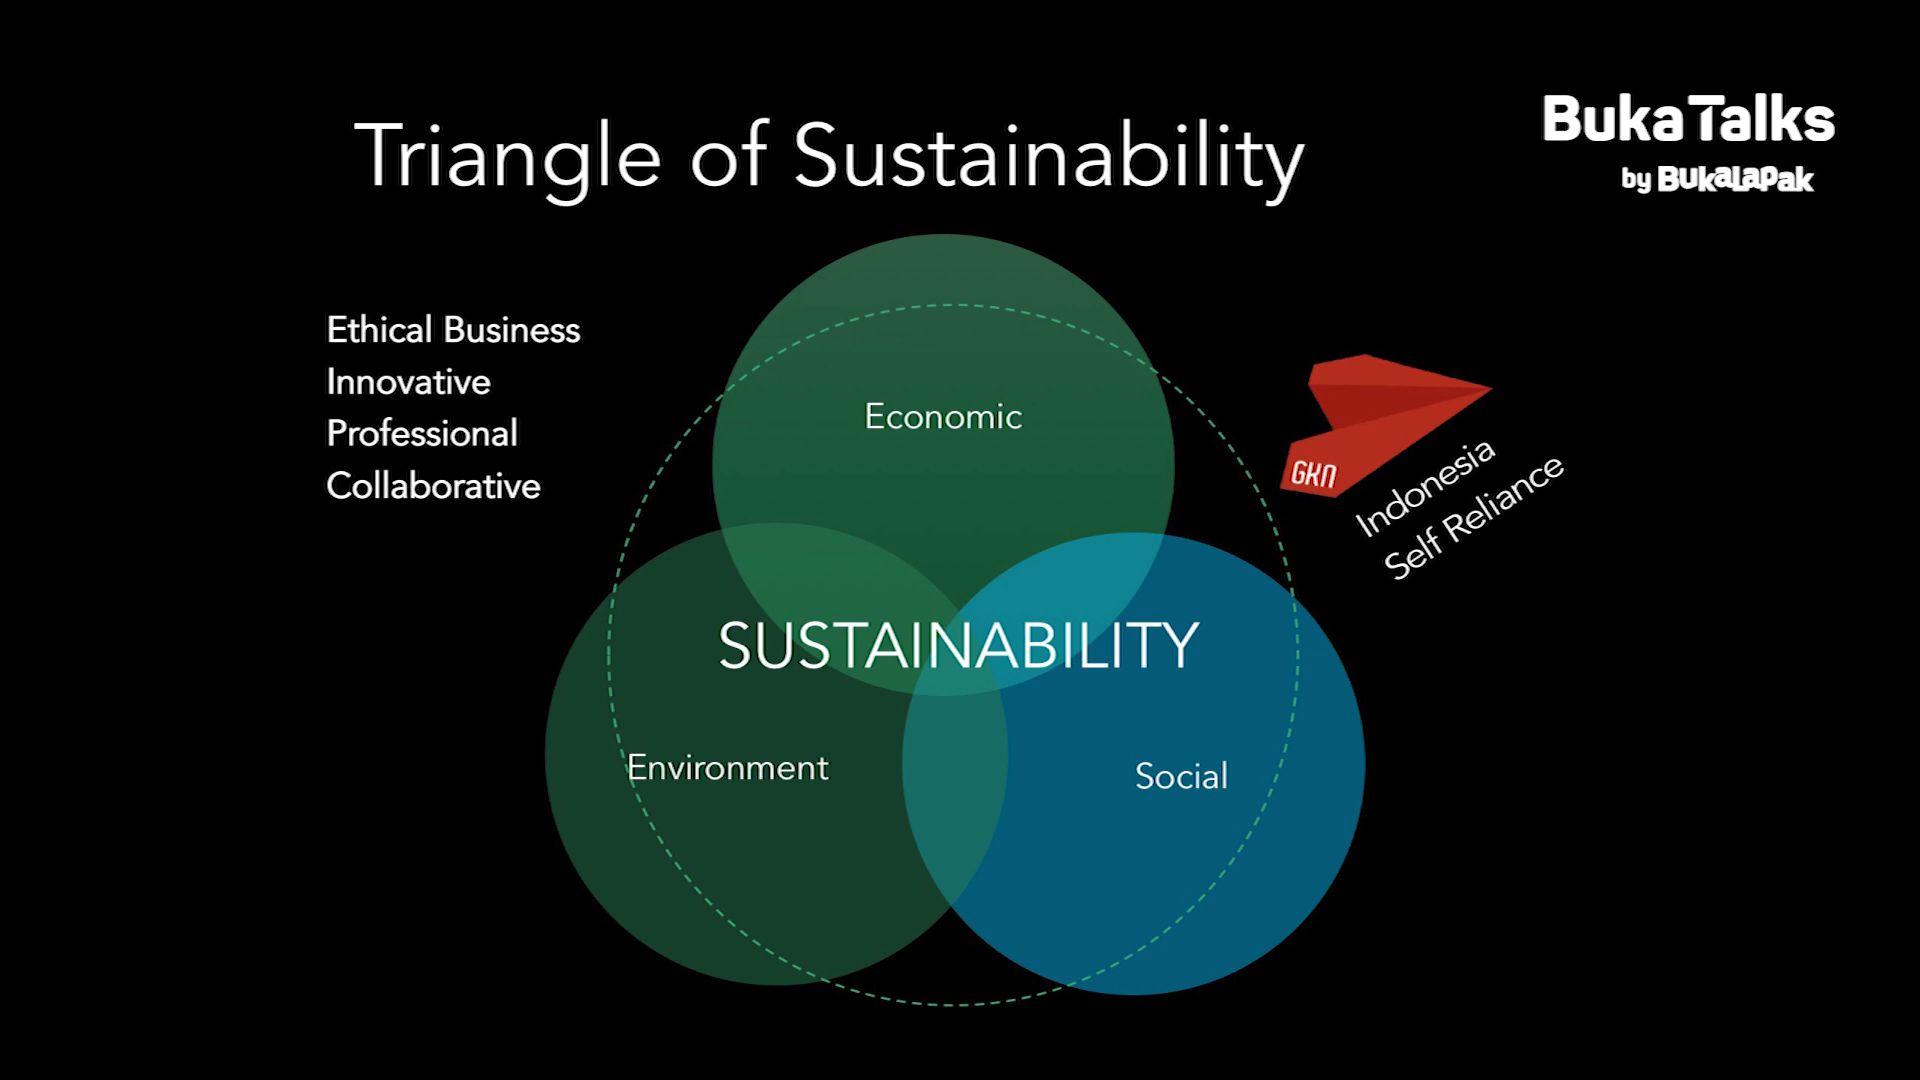 Triangle of Sustainability
BukaTalks
by BukaLapak
Ethical Business
Innovative
Professional
Collaborative
Economic
GKN
Indonesia
Self Reliance
SUSTAINABILITY
Environment
Social